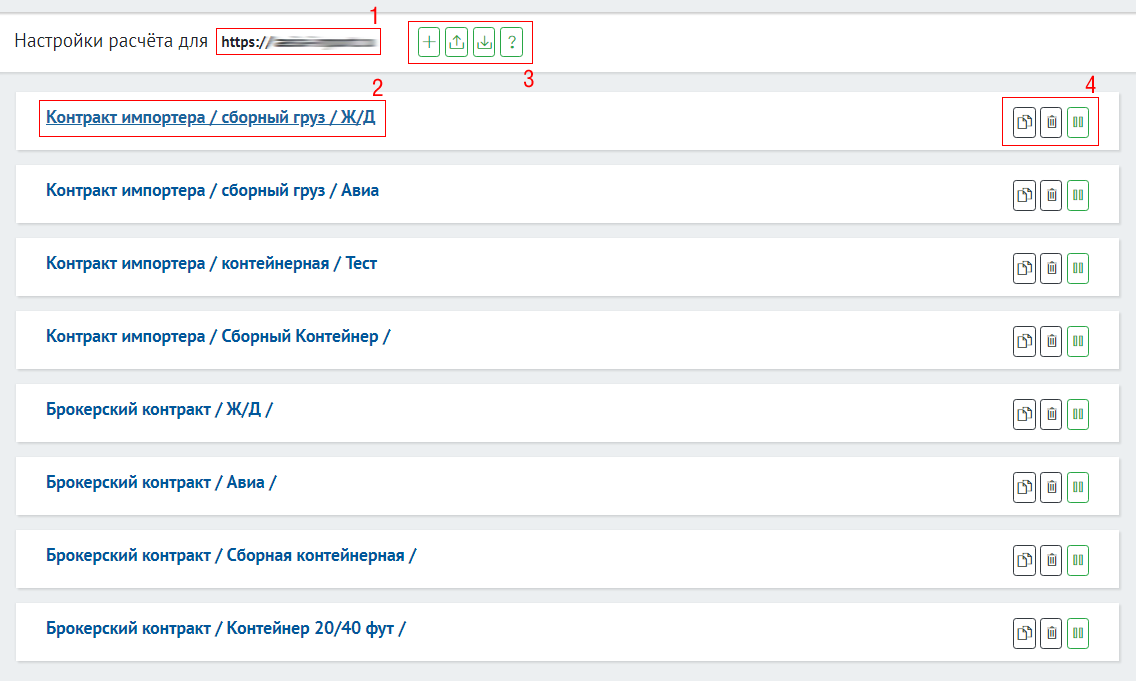 1
Настройки расчёта для https://
3
2
Контракт импортера / сборный груз / Ж/Д
4
Контракт импортера / сборный груз / Авиа
Контракт импортера / контейнерная / Тест
Контракт импортера / Сборный Контейнер /
Брокерский контракт / Ж/Д /
Брокерский контракт / Авиа /
Брокерский контракт / Сборная контейнерная /
Брокерский контракт / Контейнер 20/40 фут /